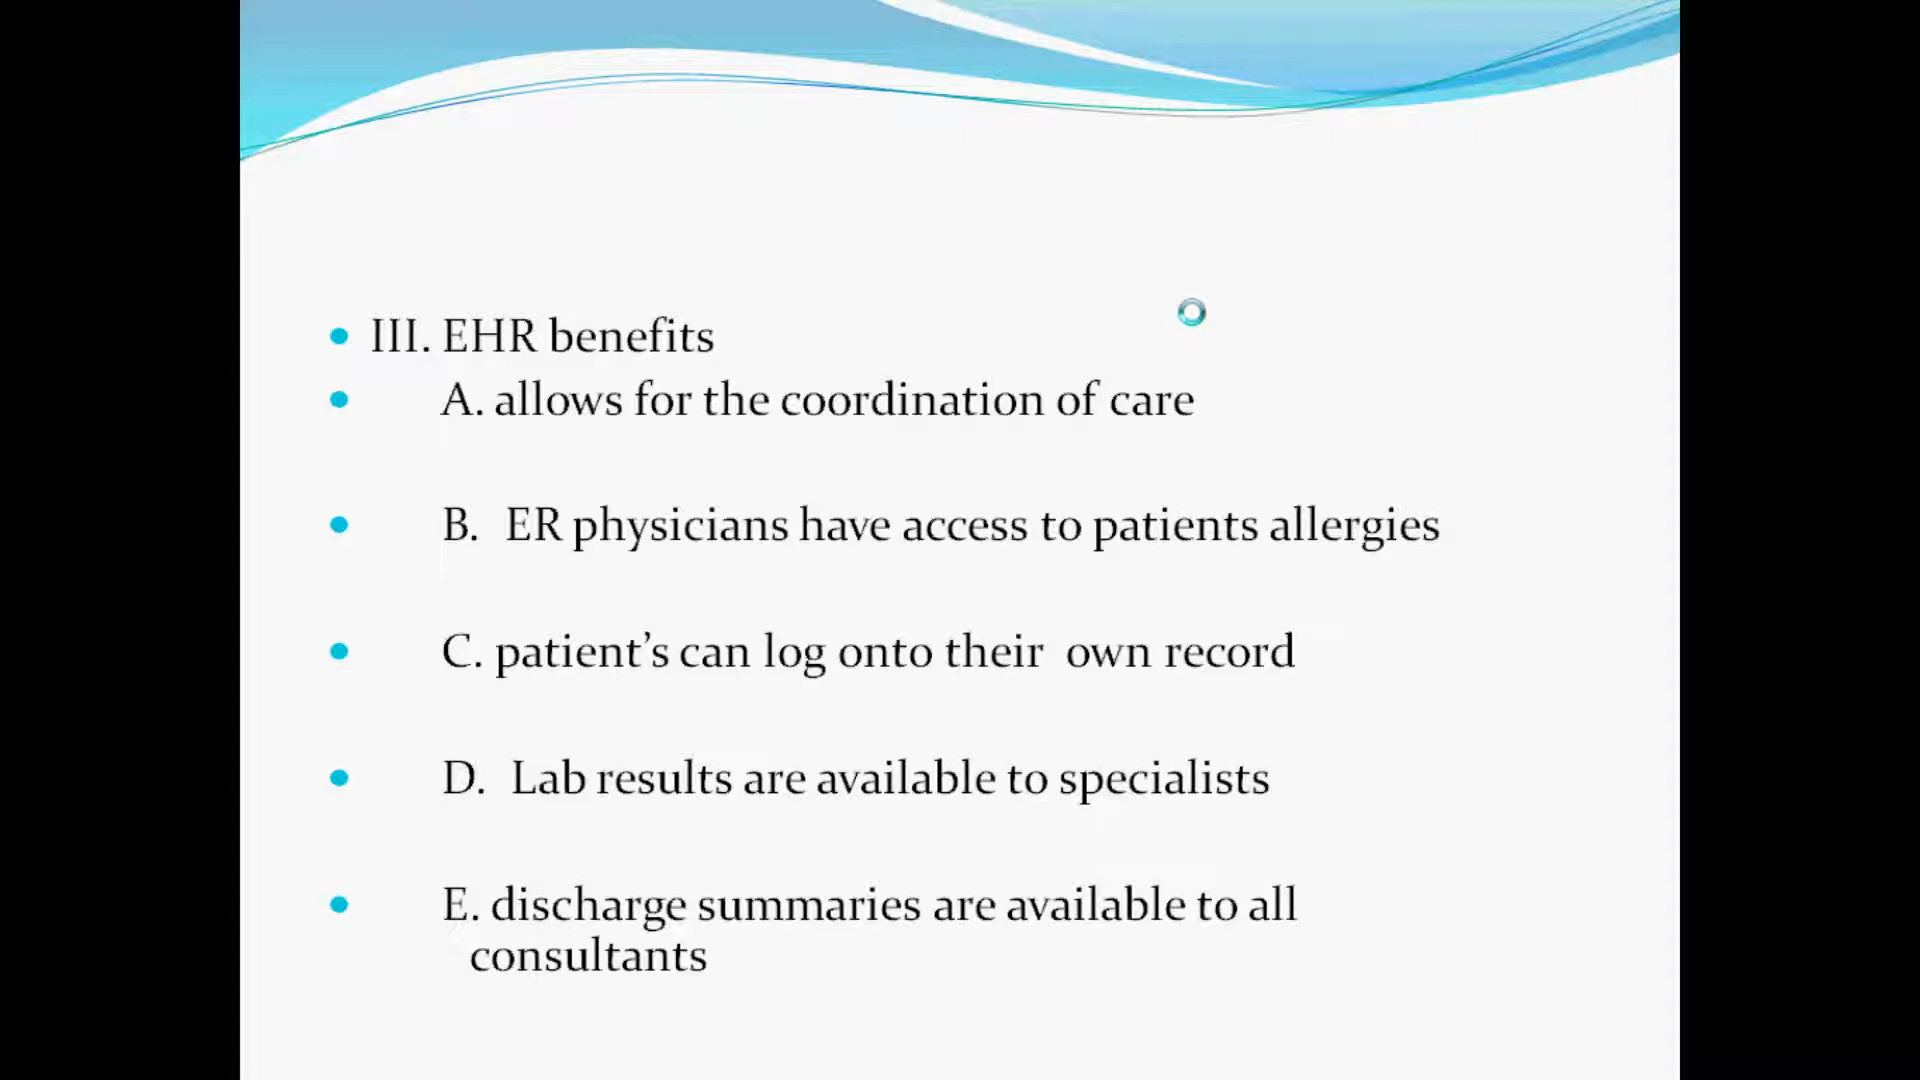 III. EHR benefits
A. allows for the coordination of care
B.  ER physicians have access to patients allergies
C. patient’s can log onto their  own record
D.  Lab results are available to specialists
E. discharge summaries are available to all
consultants